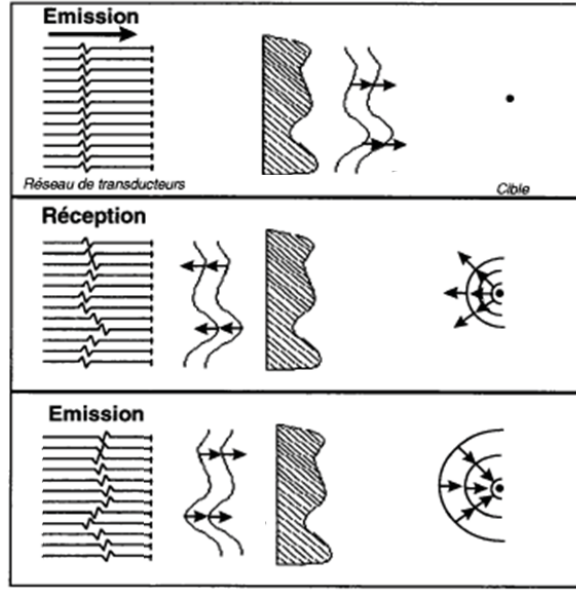 Emission
Réseau de transducteurs
Cible
Réception
Emission